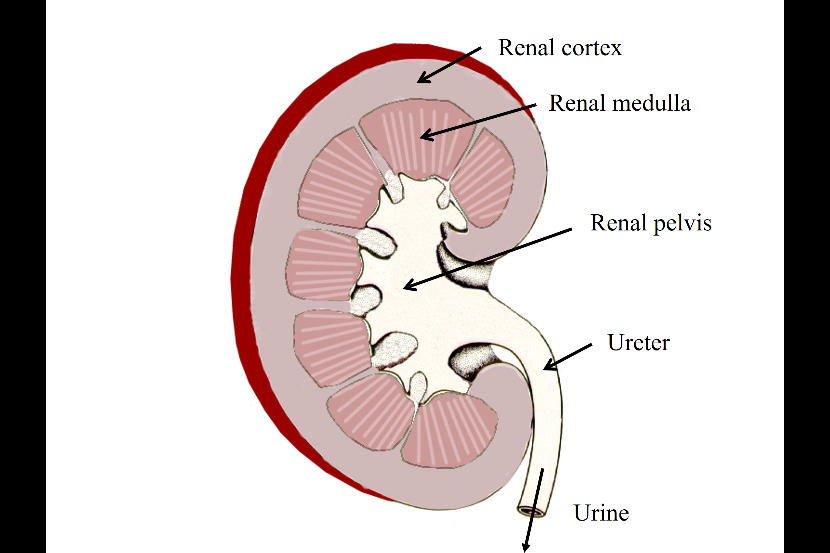 Renal cortex
Renal medulla
Renal pelvis
Ureter
Urine